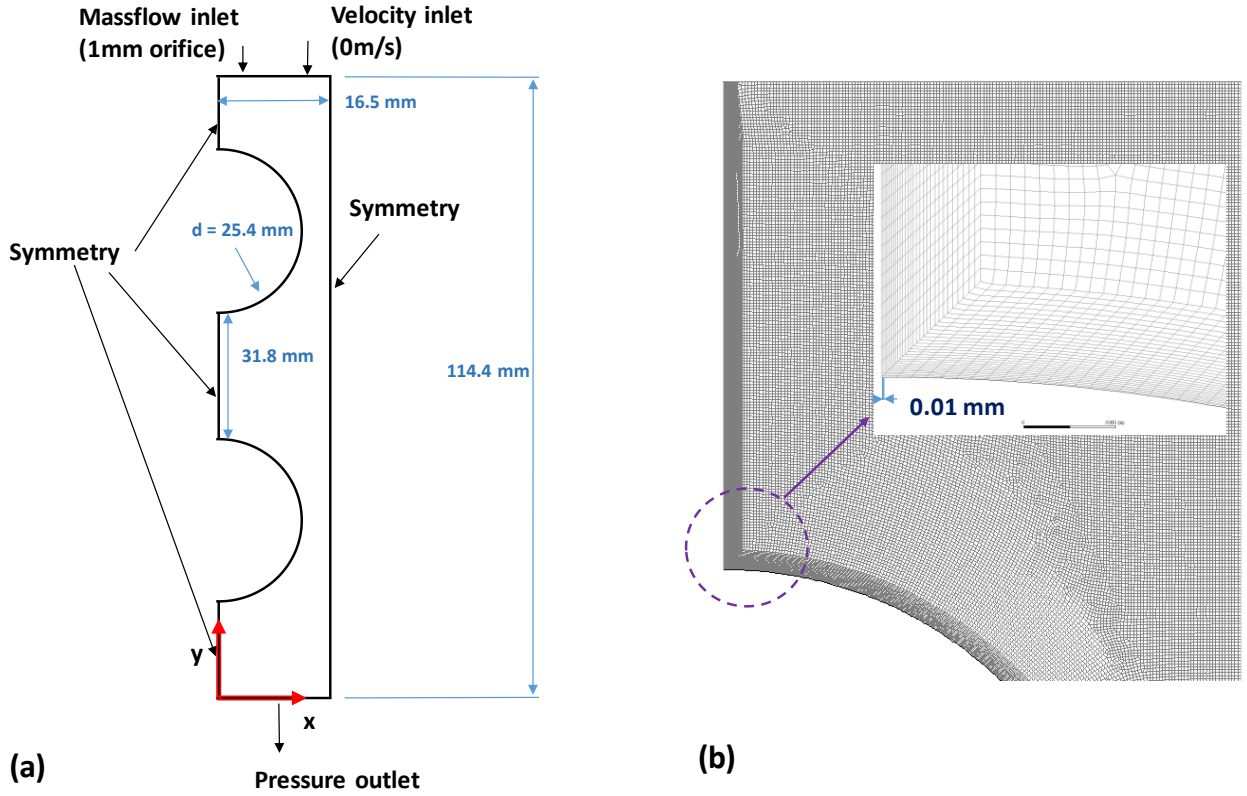 Massflow inlet
(1mm orifice)
Velocity inlet
(0m/s)
16.5 mm
Symmetry
d = 25.4 mm
Symmetry
31.8 mm
114.4 mm
0.01 mm
y
x
(a)
Pressure outlet
(b)